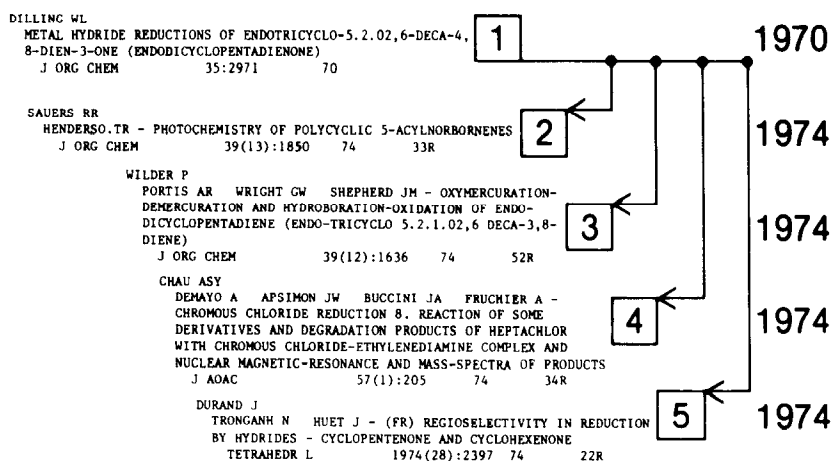 DILLING WL
METAL HYDRIDE REDUCTIONS OF ENDOTRICYCLO-5.2.02,6-DECA-4,
8-DIEN-3-ONE (ENDODICYCLOPENTADIENONE)
J ORG CHEM 35:2971 70
1 1970
SAUERS RR
HENDERSO.TR - PHOTOCHEMISTRY OF POLYCYCLIC 5-ACYLNORBORNENES
J ORG CHEM 39(13):1850 74 33R
2 1974
WILDER P
PORTIS AR WRIGHT GW SHEPHERD JM - OXYMERCURATION-
DEMERCURATION AND HYDROBORATION-OXIDATION OF ENDO-
DICYCLOPENTADIENE (ENDO-TRICYCLO 5.2.1.02,6 DECA-3,8-
DIENE)
J ORG CHEM 39(12):1636 74 52R
3 1974
CHAU ASY
DEMAYO A APSIMON JW BUCCINI JA FRUCHIER A -
CHROMOUS CHLORIDE REDUCTION 8. REACTION OF SOME
DERIVATIVES AND DEGRADATION PRODUCTS OF HEPTACHLOR
WITH CHROMOUS CHLORIDE-ETHYLENEDIAMINE COMPLEX AND
NUCLEAR MAGNETIC-RESONANCE AND MASS-SPECTRA OF PRODUCTS
J AOAC 57(1):205 74 34R
4 1974
DURAND J
TRONGANH N HUET J - (FR) REGIOSELECTIVITY IN REDUCTION
BY HYDRIDES - CYCLOPENTENONE AND CYCLOHEXENONE
TETRAHEDR L 1974(28):2397 74 22R
5 1974